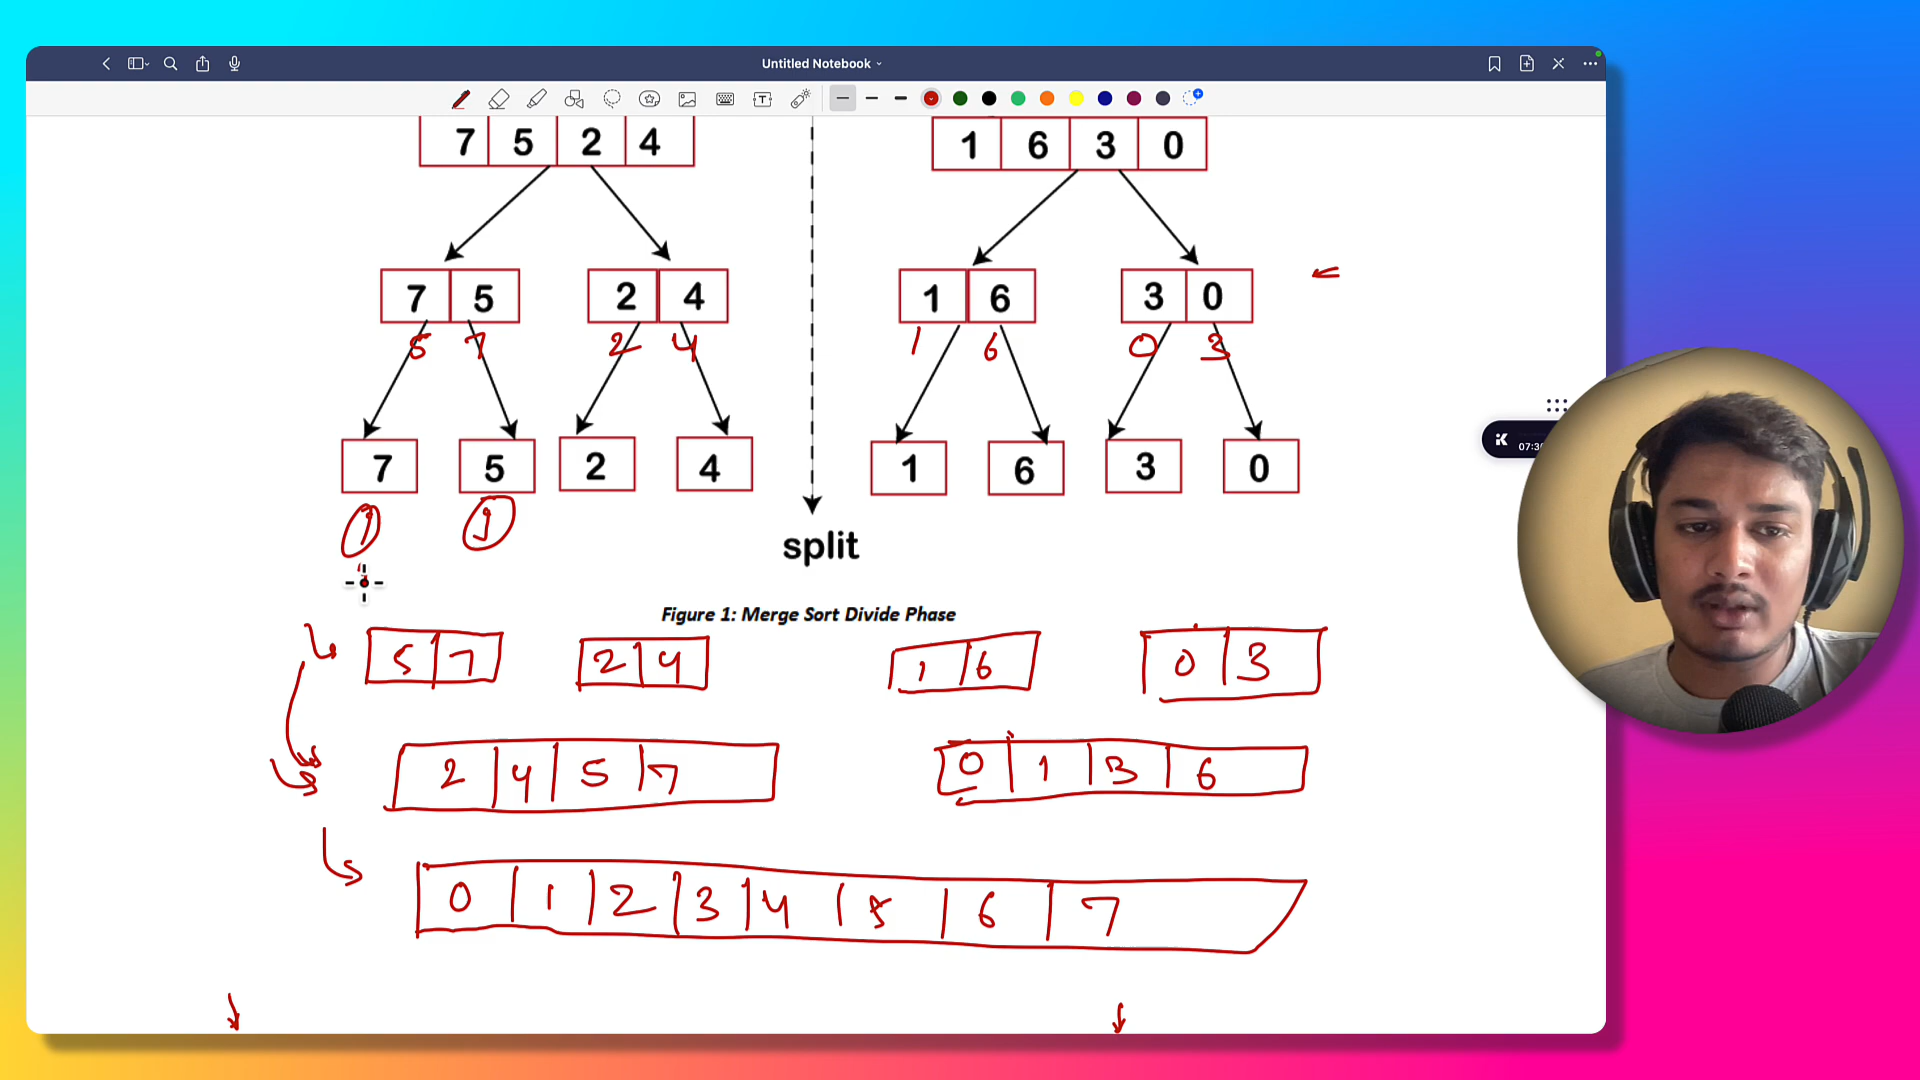 Untitled Notebook
7 5 2 4 1 6 3 0
7 5 2 4 1 6 3 0
5 7 2 4 1 6 0 3
7 5 2 4 1 6 3 0
split
Figure 1: Merge Sort Divide Phase
5 7 2 4 1 6 0 3
2 4 5 7 0 1 3 6
0 1 2 3 4 5 6 7